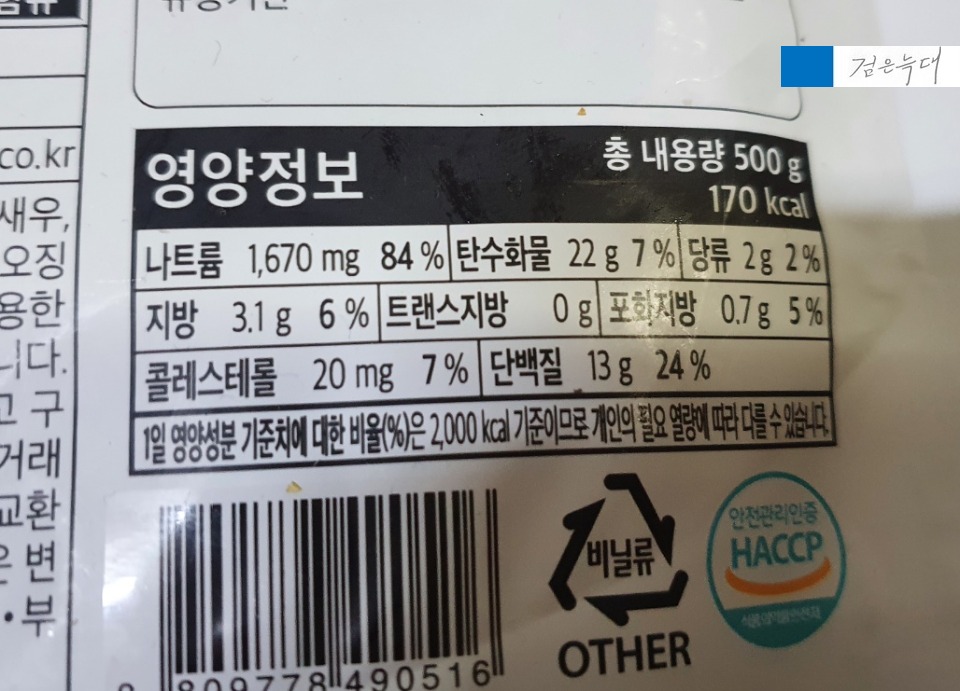 검은늑대
co.kr
새우,
오징
용한
니다.
고 구
거래
교환
은 변
• 부
영양정보
총 내용량 500 g
170 kcal
나트륨 1,670 mg 84 % 탄수화물 22 g 7 % 당류 2 g 2 %
지방 3.1 g 6 % 트랜스지방 0 g 포화지방 0.7 g 5 %
콜레스테롤 20 mg 7 % 단백질 13 g 24 %
1일 영양성분 기준치에 대한 비율(%)은 2,000 kcal 기준이므로 개인의 필요 열량에 따라 다를 수 있습니다.
809778 490516
비닐류
OTHER
안전관리인증
HACCP